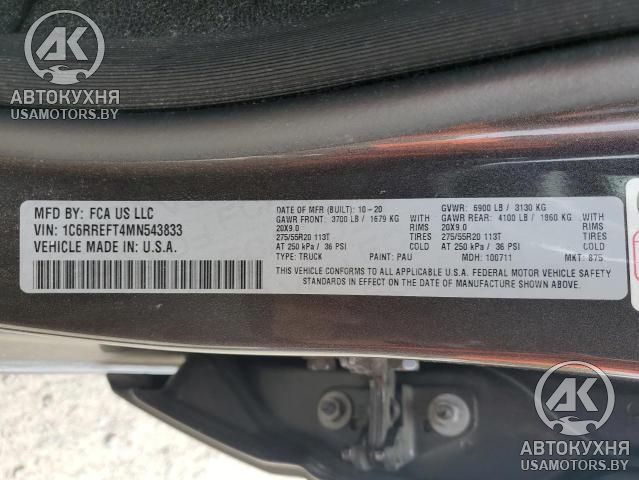 АК
АВТОКУХНЯ
USAMOTORS.BY
MFD BY: FCA US LLC
VIN: 1C6RREFT4MN543833
VEHICLE MADE IN U.S.A.
DATE OF MFR (BUILT): 10-20 GVWR: 6900 LB / 3130 KG
GAWR FRONT: 3700 LB / 1679 KG WITH GAWR REAR: 4100 LB / 1860 KG WITH
20X9.0 RIMS 20X9.0 RIMS
275/55R20 113T TIRES 275/55R20 113T TIRES
AT 250 kPa / 36 PSI COLD AT 250 kPa / 36 PSI COLD
TYPE: TRUCK PAINT: PAU MDH: 100711 MKT: 875
THIS VEHICLE CONFORMS TO ALL APPLICABLE U.S.A. FEDERAL MOTOR VEHICLE SAFETY
STANDARDS IN EFFECT ON THE DATE OF MANUFACTURE SHOWN ABOVE.
АК
АВТОКУХНЯ
USAMOTORS.BY